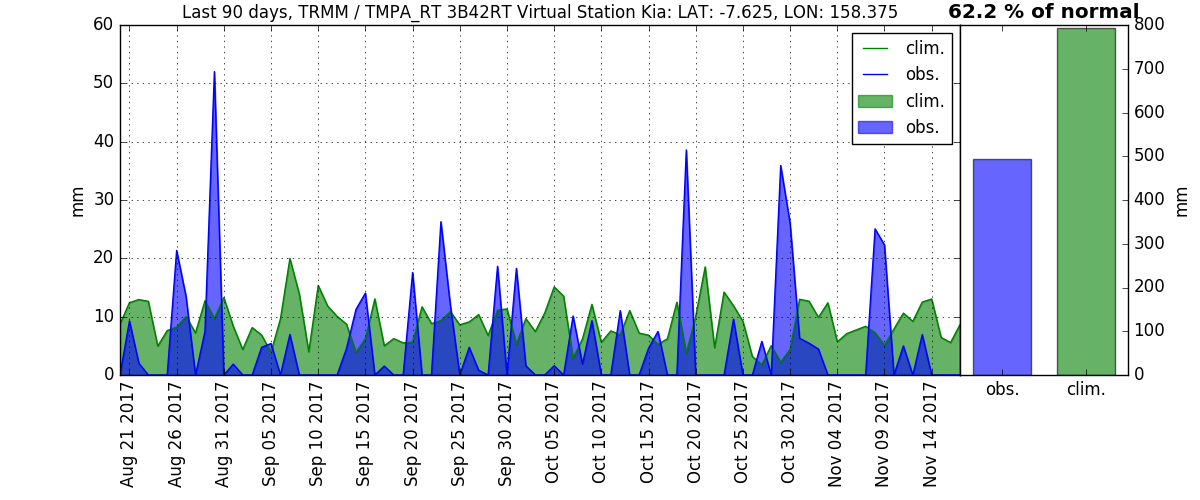 Last 90 days, TRMM / TMPA_RT 3B42RT Virtual Station Kia: LAT: -7.625, LON: 158.375
62.2 % of normal
60
50
40
30
20
10
0
mm
clim.
obs.
clim.
obs.
800
700
600
500
400
300
200
100
0
mm
Aug 21 2017
Aug 26 2017
Aug 31 2017
Sep 05 2017
Sep 10 2017
Sep 15 2017
Sep 20 2017
Sep 25 2017
Sep 30 2017
Oct 05 2017
Oct 10 2017
Oct 15 2017
Oct 20 2017
Oct 25 2017
Oct 30 2017
Nov 04 2017
Nov 09 2017
Nov 14 2017
obs.
clim.